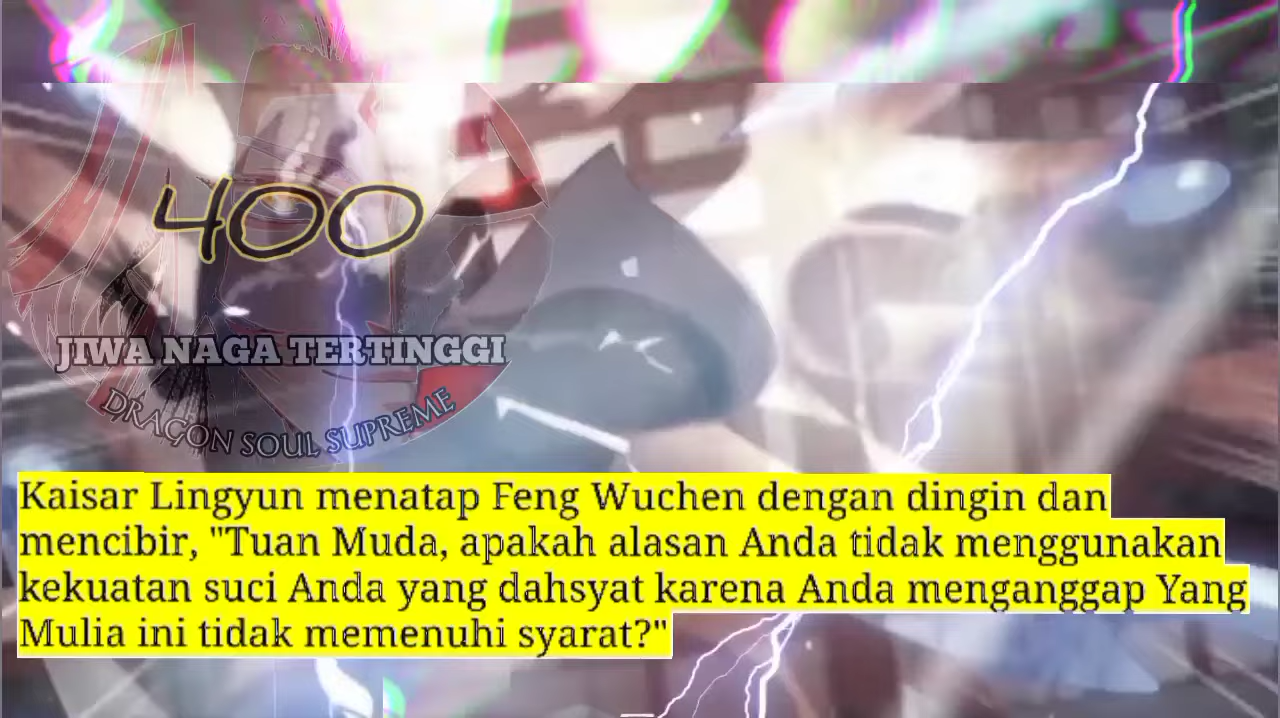 400
JIWA NAGA TERTINGGI
DRAGON SOUL SUPREME
Kaisar Lingyun menatap Feng Wuchen dengan dingin dan
mencibir, "Tuan Muda, apakah alasan Anda tidak menggunakan
kekuatan suci Anda yang dahsyat karena Anda menganggap Yang
Mulia ini tidak memenuhi syarat?"